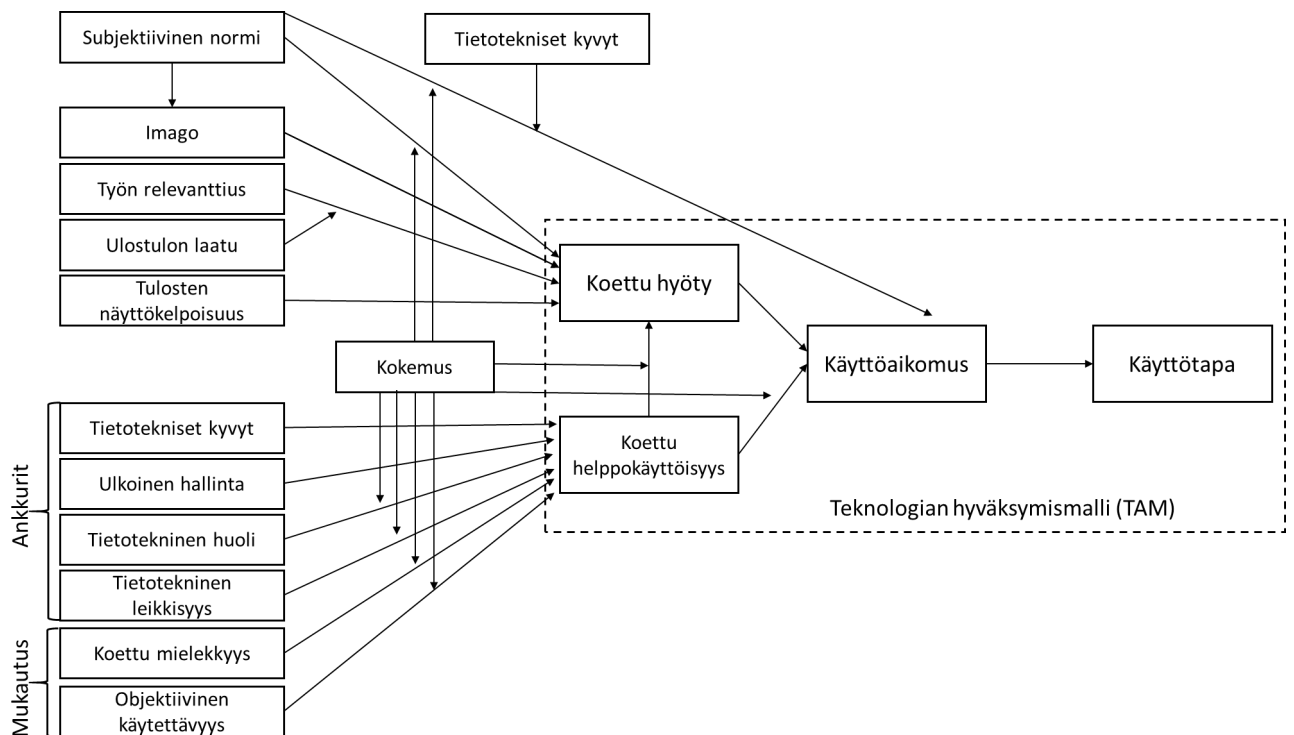 Subjektiivinen normi
Tietotekniset kyvyt
Imago
Työn relevanttius
Ulostulon laatu
Tulosten
näyttökelpoisuus
Koettu hyöty
Käyttöaikomus
Käyttötapa
Kokemus
Ankkurit
Tietotekniset kyvyt
Ulkoinen hallinta
Tietotekninen huoli
Tietotekninen
leikkisyys
Koettu
helppokäyttöisyys
Teknologian hyväksymismalli (TAM)
Mukautus
Koettu mielekkyys
Objektiivinen
käytettävyys